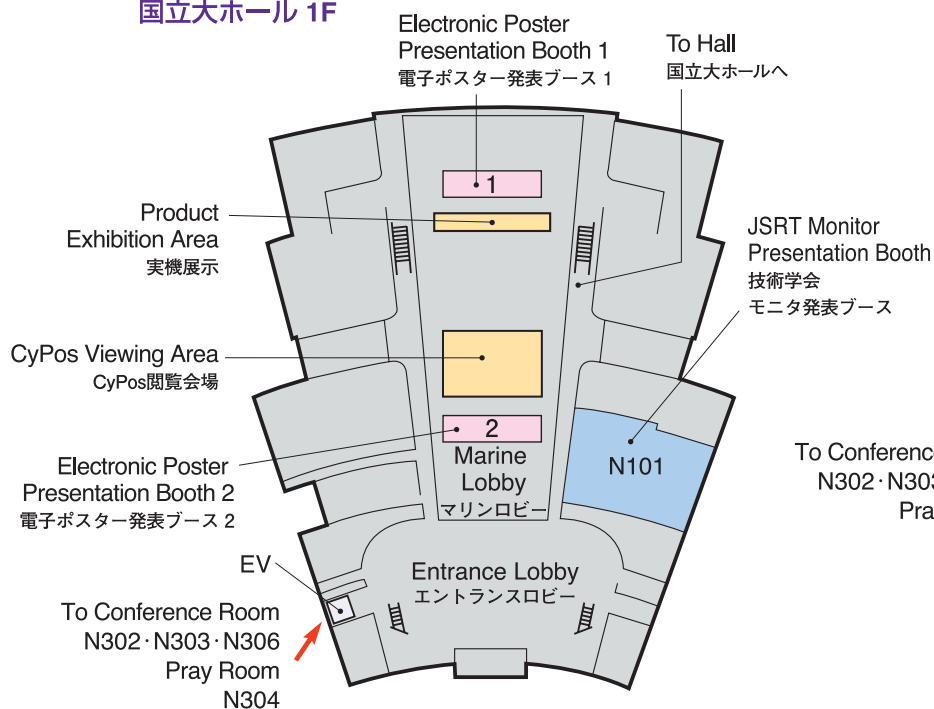 国立大ホール 1F
Electronic Poster
Presentation Booth 1
電子ポスター発表ブース 1
To Hall
国立大ホールへ
1
Product
Exhibition Area
実機展示
JSRT Monitor
Presentation Booth
技術学会
モニタ発表ブース
CyPos Viewing Area
CyPos閲覧会場
2
Marine
Lobby
マリンロビー
N101
Electronic Poster
Presentation Booth 2
電子ポスター発表ブース 2
To Conference
N302・N303
Pra
EV
Entrance Lobby
エントランスロビー
To Conference Room
N302・N303・N306
Pray Room
N304